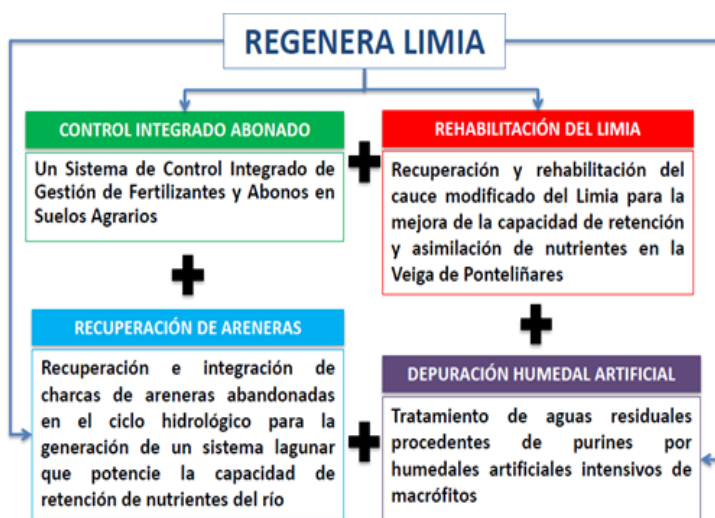 REGENERA LIMIA
CONTROL INTEGRADO ABONADO
Un Sistema de Control Integrado de
Gestión de Fertilizantes y Abonos en
Suelos Agrarios
REHABILITACIÓN DEL LIMIA
Recuperación y rehabilitación del
cauce modificado del Limia para la
mejora de la capacidad de retención
y asimilación de nutrientes en la
Veiga de Ponteliñares
RECUPERACIÓN DE ARENERAS
Recuperación e integración de
charcas de areneras abandonadas
en el ciclo hidrológico para la
generación de un sistema lagunar
que potencie la capacidad de
retención de nutrientes del río
DEPURACIÓN HUMEDAL ARTIFICIAL
Tratamiento de aguas residuales
procedentes de purines por
humedales artificiales intensivos de
macrófitos